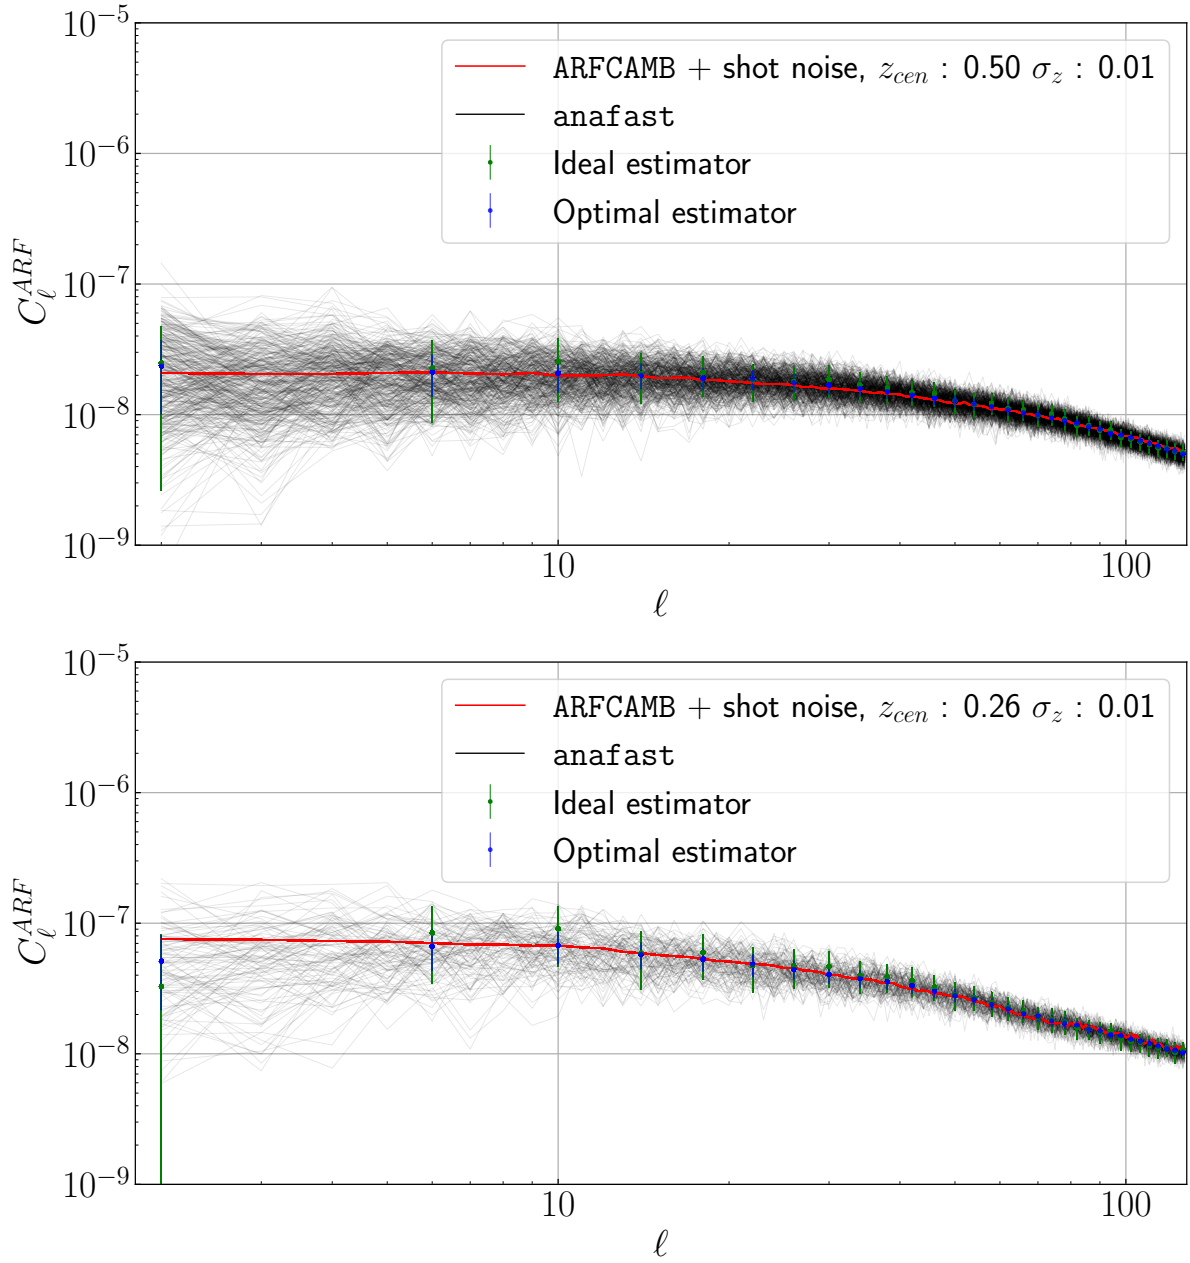 10⁻⁵
ARFCAMB + shot noise, z_cen : 0.50 σ_z : 0.01
anafast
10⁻⁶
Ideal estimator
Optimal estimator
C_ℓ^ARF
10⁻⁷
10⁻⁸
10⁻⁹
10 100
ℓ
10⁻⁵
ARFCAMB + shot noise, z_cen : 0.26 σ_z : 0.01
anafast
10⁻⁶
Ideal estimator
Optimal estimator
C_ℓ^ARF
10⁻⁷
10⁻⁸
10⁻⁹
10 100
ℓ